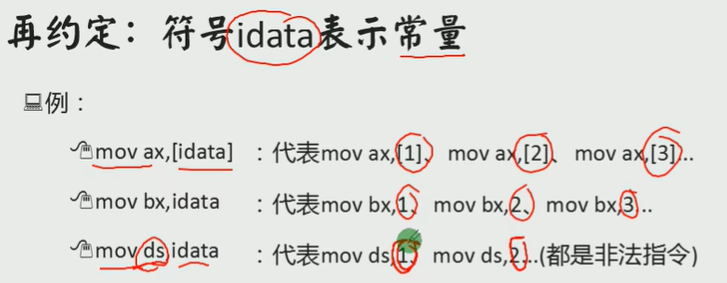 再约定：符号idata表示常量
例：
mov ax,[idata] ：代表mov ax,[1]、 mov ax,[2]、 mov ax,[3]...
mov bx,idata ：代表mov bx,1、 mov bx,2、 mov bx,3..
mov ds,idata ：代表mov ds,1、 mov ds,2...(都是非法指令)